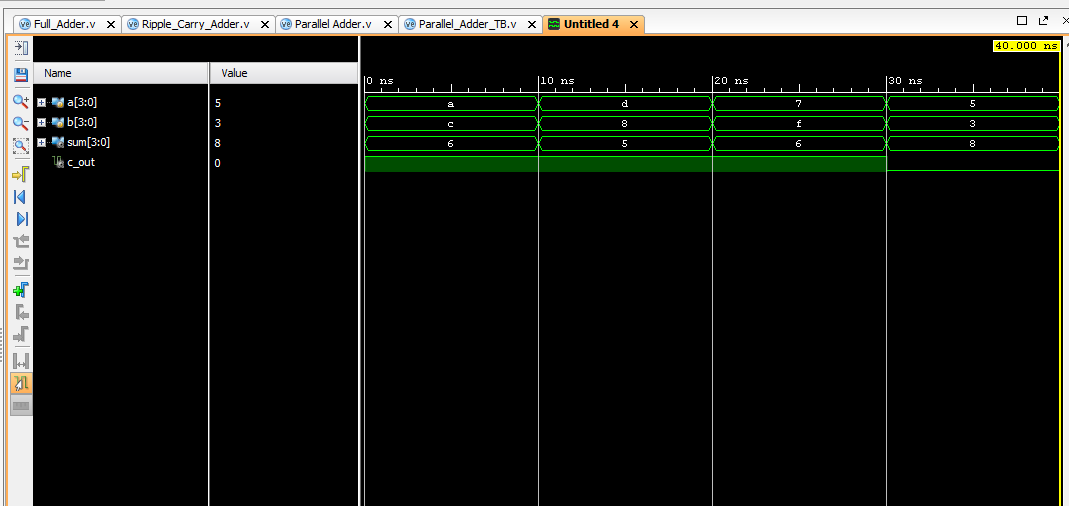 Full_Adder.v Ripple_Carry_Adder.v Parallel Adder.v Parallel_Adder_TB.v Untitled 4
40.000 ns
Name Value
0 ns 10 ns 20 ns 30 ns
a[3:0] 5 a d 7 5
b[3:0] 3 c 8 f 3
sum[3:0] 8 6 5 6 8
c_out 0